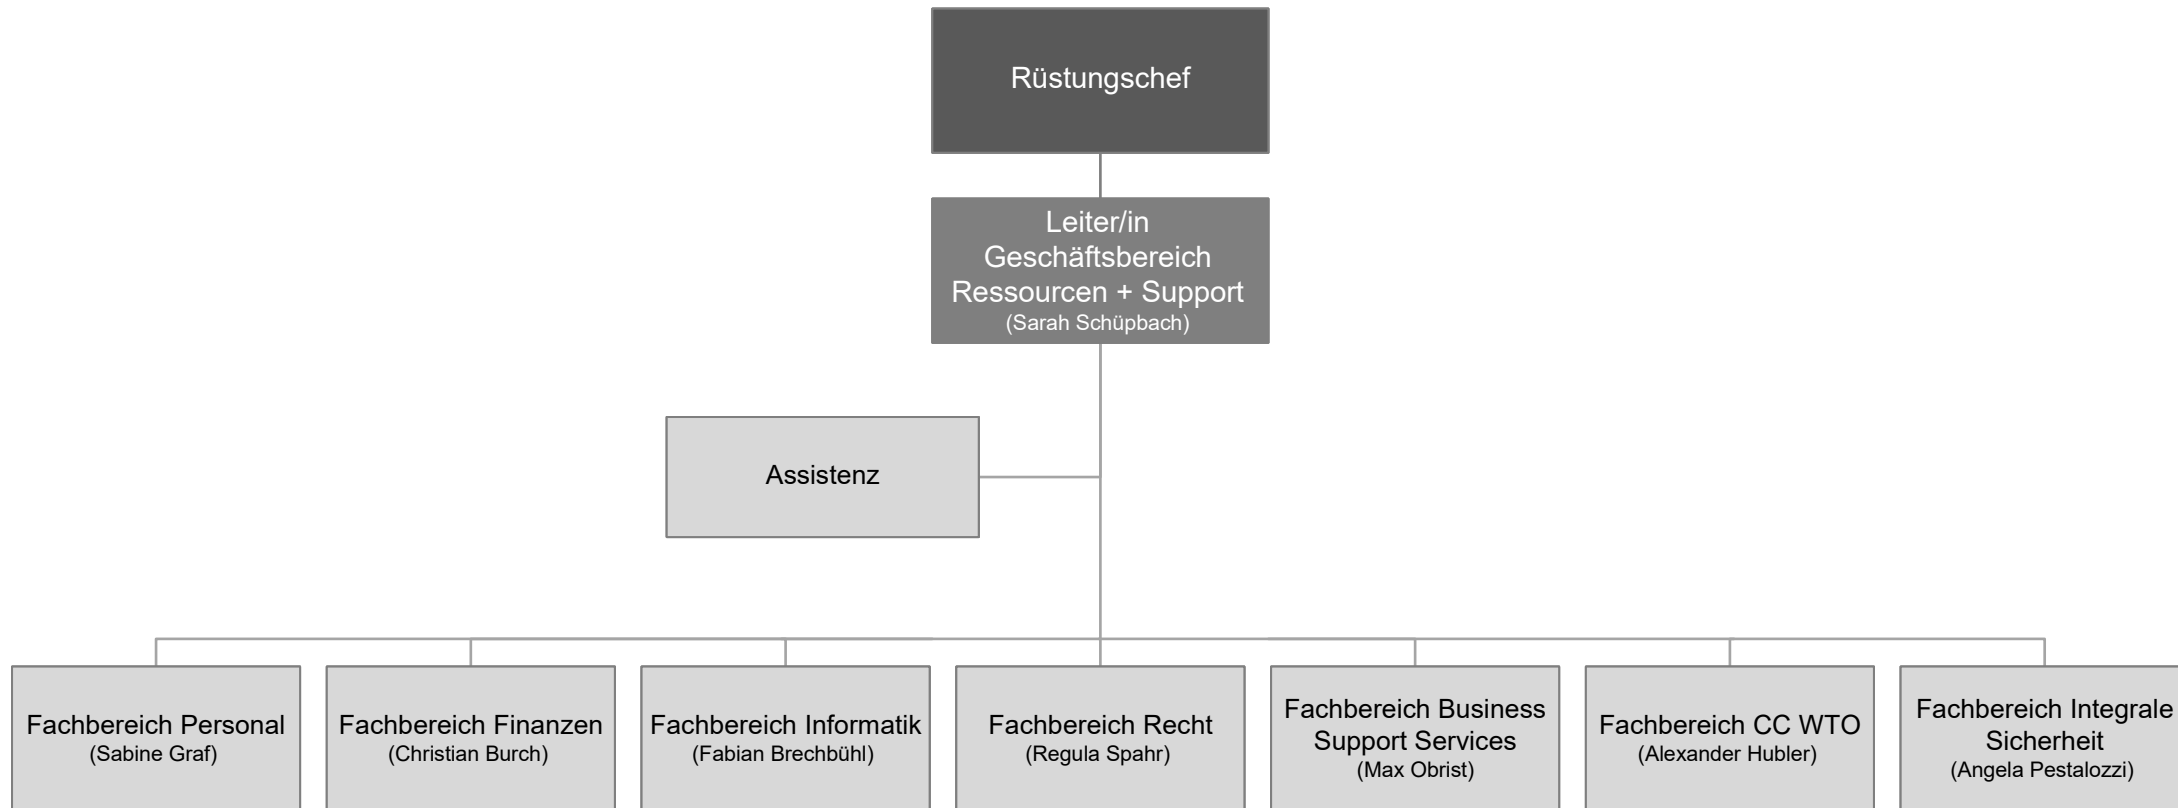 Rüstungschef
Leiter/in
Geschäftsbereich
Ressourcen + Support
(Sarah Schüpbach)
Assistenz
Fachbereich Personal
(Sabine Graf)
Fachbereich Finanzen
(Christian Burch)
Fachbereich Informatik
(Fabian Brechbühl)
Fachbereich Recht
(Regula Spahr)
Fachbereich Business
Support Services
(Max Obrist)
Fachbereich CC WTO
(Alexander Hubler)
Fachbereich Integrale
Sicherheit
(Angela Pestalozzi)